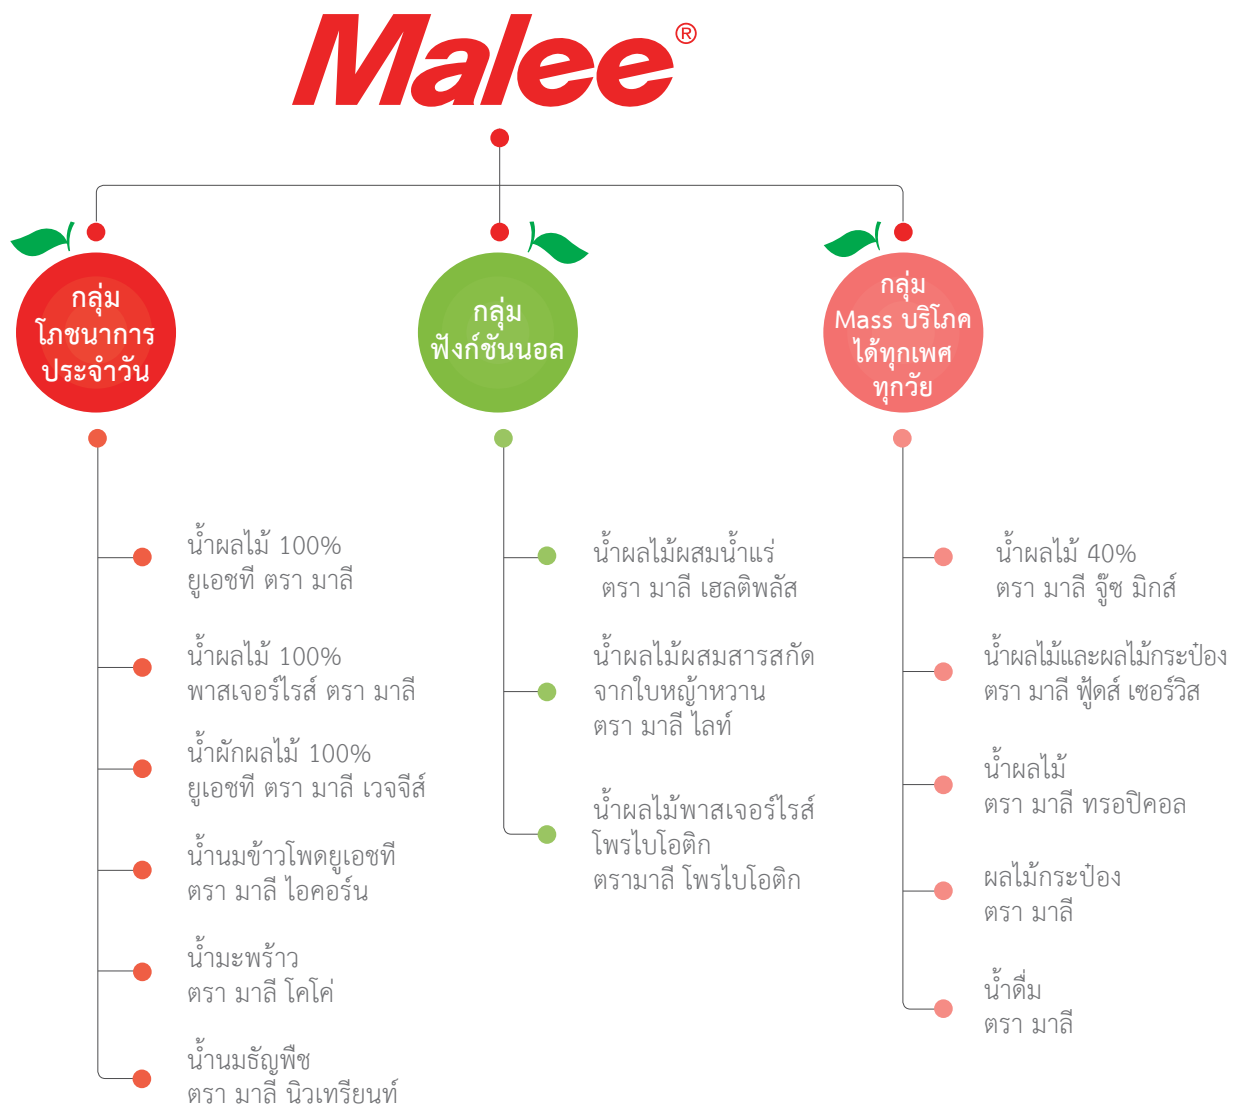 Malee®
กลุ่ม
โภชนาการ
ประจำวัน
น้ำผลไม้ 100%
ยูเอชที ตรา มาลี
น้ำผลไม้ 100%
พาสเจอร์ไรส์ ตรา มาลี
น้ำผักผลไม้ 100%
ยูเอชที ตรา มาลี เวจจีส์
น้ำนมข้าวโพดยูเอชที
ตรา มาลี ไอคอร์น
น้ำมะพร้าว
ตรา มาลี โคโค่
น้ำนมธัญพืช
ตรา มาลี นิวเทรียนท์
กลุ่ม
ฟังก์ชันนอล
น้ำผลไม้ผสมน้ำแร่
ตรา มาลี เฮลติพลัส
น้ำผลไม้ผสมสารสกัด
จากใบหญ้าหวาน
ตรา มาลี ไลท์
น้ำผลไม้พาสเจอร์ไรส์
โพรไบโอติก
ตรามาลี โพรไบโอติก
กลุ่ม
Mass บริโภค
ได้ทุกเพศ
ทุกวัย
น้ำผลไม้ 40%
ตรา มาลี จู๊ซ มิกส์
น้ำผลไม้และผลไม้กระป๋อง
ตรา มาลี ฟู้ดส์ เซอร์วิส
น้ำผลไม้
ตรา มาลี ทรอปิคอล
ผลไม้กระป๋อง
ตรา มาลี
น้ำดื่ม
ตรา มาลี